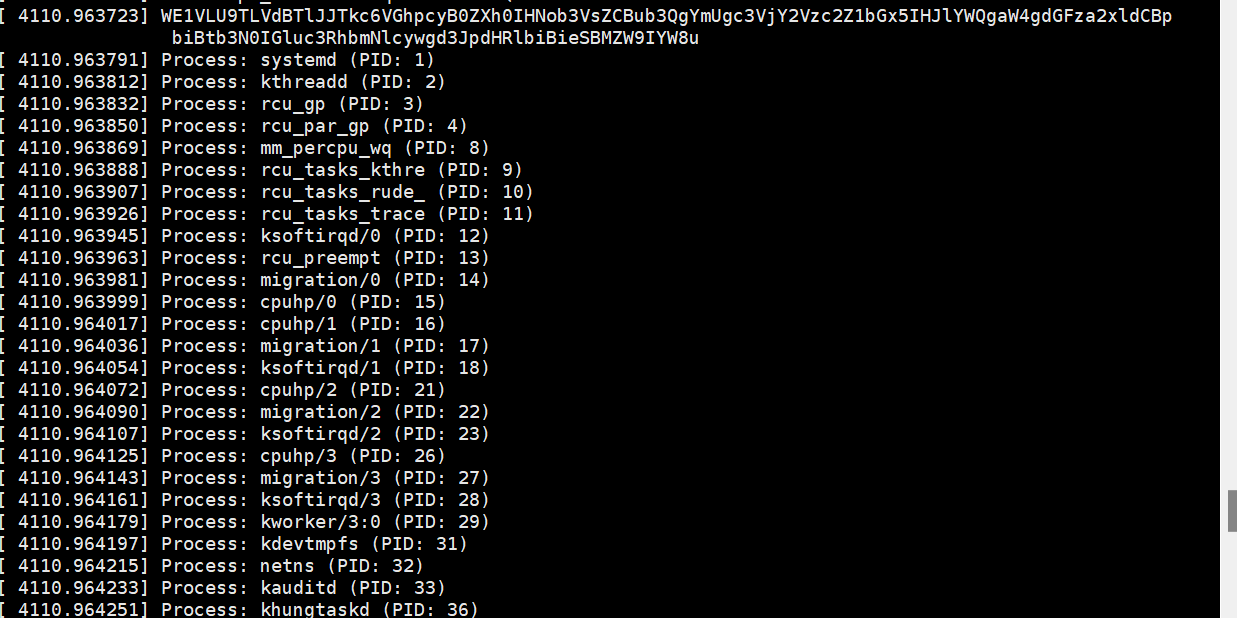 [ 4110.963723] WE1VLU9TLVdBTlJJTkc6VGhpcyB0ZXh0IHNob3VsZCBub3QgYmUgc3VjY2Vzc2Z1bGx5IHJlYWQgaW4gdGFza2xpdCBp
biBtb3N0IGluc3RhbmNlcywgd3JpdHRlbiBieSBMZW9IYW8u
[ 4110.963791] Process: systemd (PID: 1)
[ 4110.963812] Process: kthreadd (PID: 2)
[ 4110.963832] Process: rcu_gp (PID: 3)
[ 4110.963850] Process: rcu_par_gp (PID: 4)
[ 4110.963869] Process: mm_percpu_wq (PID: 8)
[ 4110.963888] Process: rcu_tasks_kthre (PID: 9)
[ 4110.963907] Process: rcu_tasks_rude_ (PID: 10)
[ 4110.963926] Process: rcu_tasks_trace (PID: 11)
[ 4110.963945] Process: ksoftirqd/0 (PID: 12)
[ 4110.963963] Process: rcu_preempt (PID: 13)
[ 4110.963981] Process: migration/0 (PID: 14)
[ 4110.963999] Process: cpuhp/0 (PID: 15)
[ 4110.964017] Process: cpuhp/1 (PID: 16)
[ 4110.964036] Process: migration/1 (PID: 17)
[ 4110.964054] Process: ksoftirqd/1 (PID: 18)
[ 4110.964072] Process: cpuhp/2 (PID: 21)
[ 4110.964090] Process: migration/2 (PID: 22)
[ 4110.964107] Process: ksoftirqd/2 (PID: 23)
[ 4110.964125] Process: cpuhp/3 (PID: 26)
[ 4110.964143] Process: migration/3 (PID: 27)
[ 4110.964161] Process: ksoftirqd/3 (PID: 28)
[ 4110.964179] Process: kworker/3:0 (PID: 29)
[ 4110.964197] Process: kdevtmpfs (PID: 31)
[ 4110.964215] Process: netns (PID: 32)
[ 4110.964233] Process: kauditd (PID: 33)
[ 4110.964251] Process: khungtaskd (PID: 36)